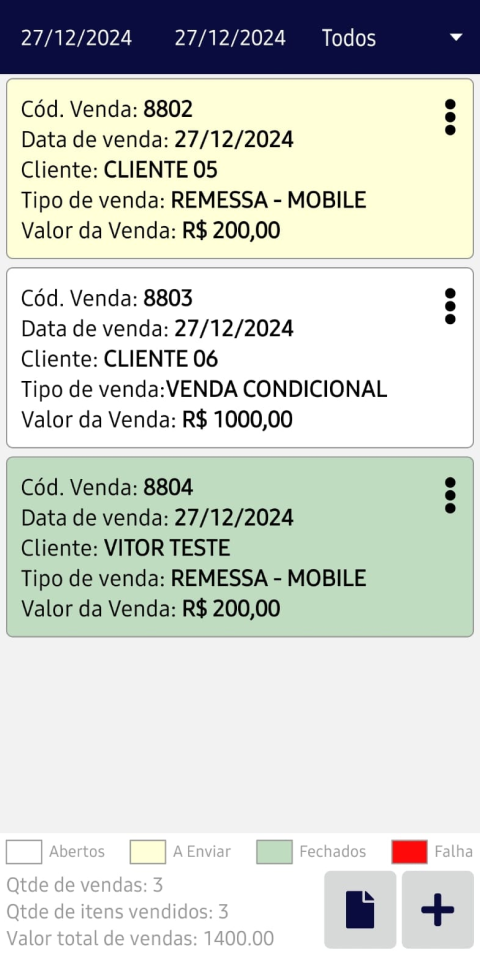 27/12/2024 27/12/2024 Todos
Cód. Venda: 8802
Data de venda: 27/12/2024
Cliente: CLIENTE 05
Tipo de venda: REMESSA - MOBILE
Valor da Venda: R$ 200,00
Cód. Venda: 8803
Data de venda: 27/12/2024
Cliente: CLIENTE 06
Tipo de venda:VENDA CONDICIONAL
Valor da Venda: R$ 1000,00
Cód. Venda: 8804
Data de venda: 27/12/2024
Cliente: VITOR TESTE
Tipo de venda: REMESSA - MOBILE
Valor da Venda: R$ 200,00
Abertos A Enviar Fechados Falha
Qtde de vendas: 3
Qtde de itens vendidos: 3
Valor total de vendas: 1400.00